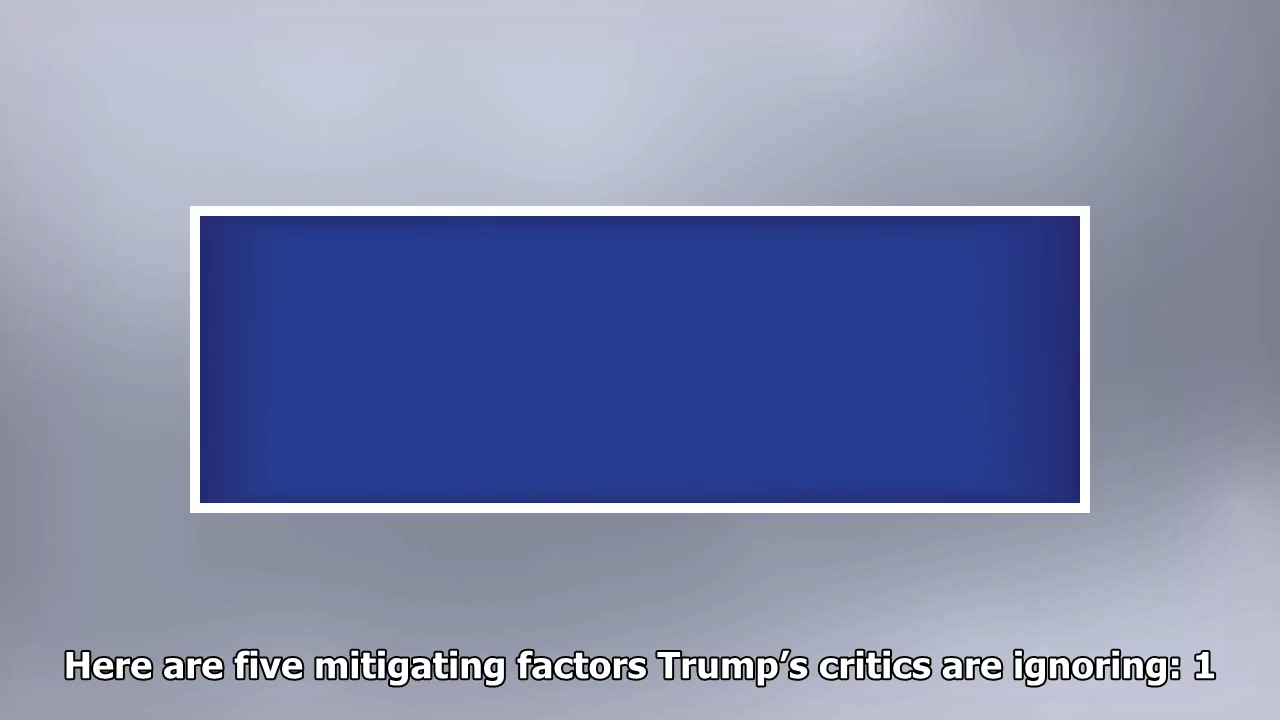 Here are five mitigating factors Trump’s critics are ignoring: 1